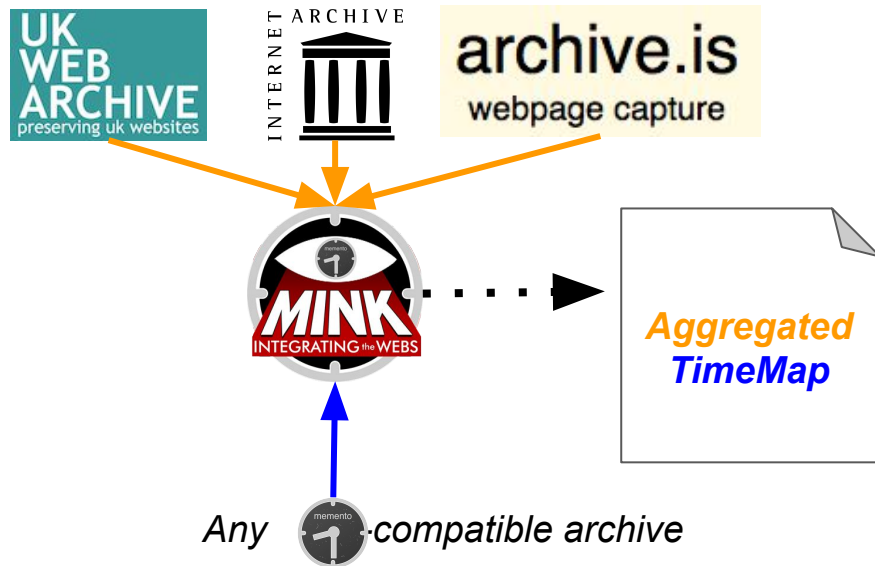 UK
WEB
ARCHIVE
preserving uk websites
INTERNET
ARCHIVE
archive.is
webpage capture
memento
MINK
INTEGRATING the WEBS
Aggregated
TimeMap
Any memento-compatible archive